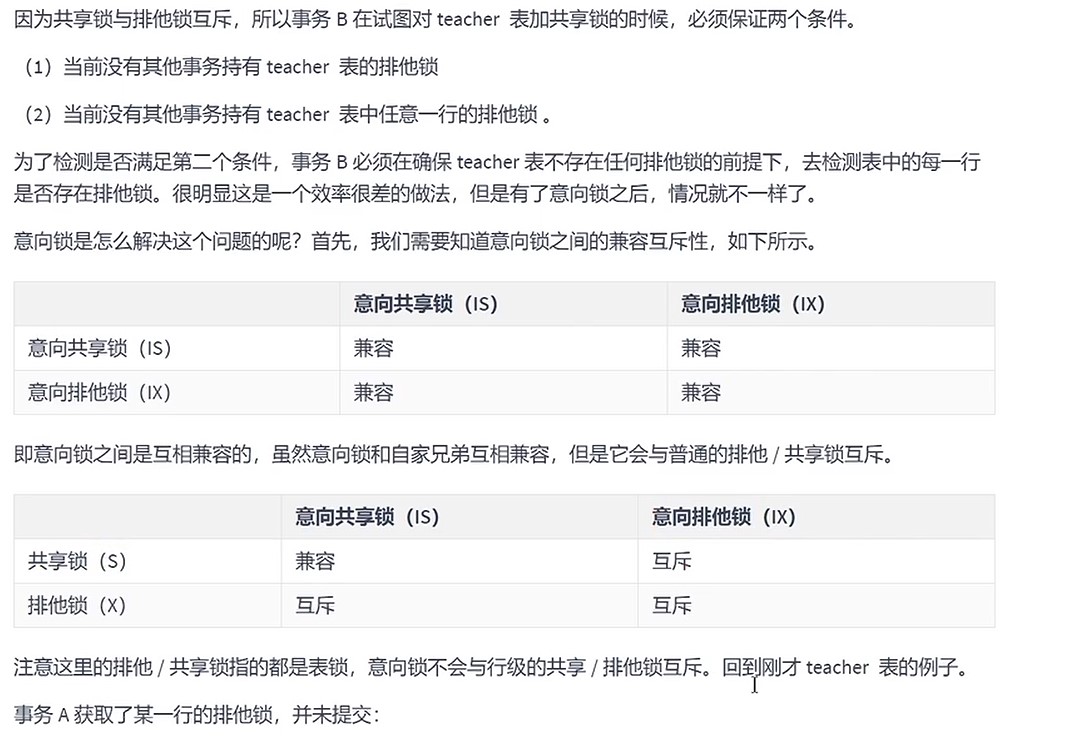 因为共享锁与排他锁互斥，所以事务 B 在试图对 teacher 表加共享锁的时候，必须保证两个条件。
（1）当前没有其他事务持有 teacher 表的排他锁
（2）当前没有其他事务持有 teacher 表中任意一行的排他锁 。
为了检测是否满足第二个条件，事务 B 必须在确保 teacher 表不存在任何排他锁的前提下，去检测表中的每一行
是否存在排他锁。很明显这是一个效率很差的做法，但是有了意向锁之后，情况就不一样了。
意向锁是怎么解决这个问题的呢？首先，我们需要知道意向锁之间的兼容互斥性，如下所示。
意向共享锁（IS） 意向排他锁（IX）
意向共享锁（IS） 兼容 兼容
意向排他锁（IX） 兼容 兼容
即意向锁之间是互相兼容的，虽然意向锁和自家兄弟互相兼容，但是它会与普通的排他 / 共享锁互斥。
意向共享锁（IS） 意向排他锁（IX）
共享锁（S） 兼容 互斥
排他锁（X） 互斥 互斥
注意这里的排他 / 共享锁指的都是表锁，意向锁不会与行级的共享 / 排他锁互斥。回到刚才 teacher 表的例子。
事务 A 获取了某一行的排他锁，并未提交：